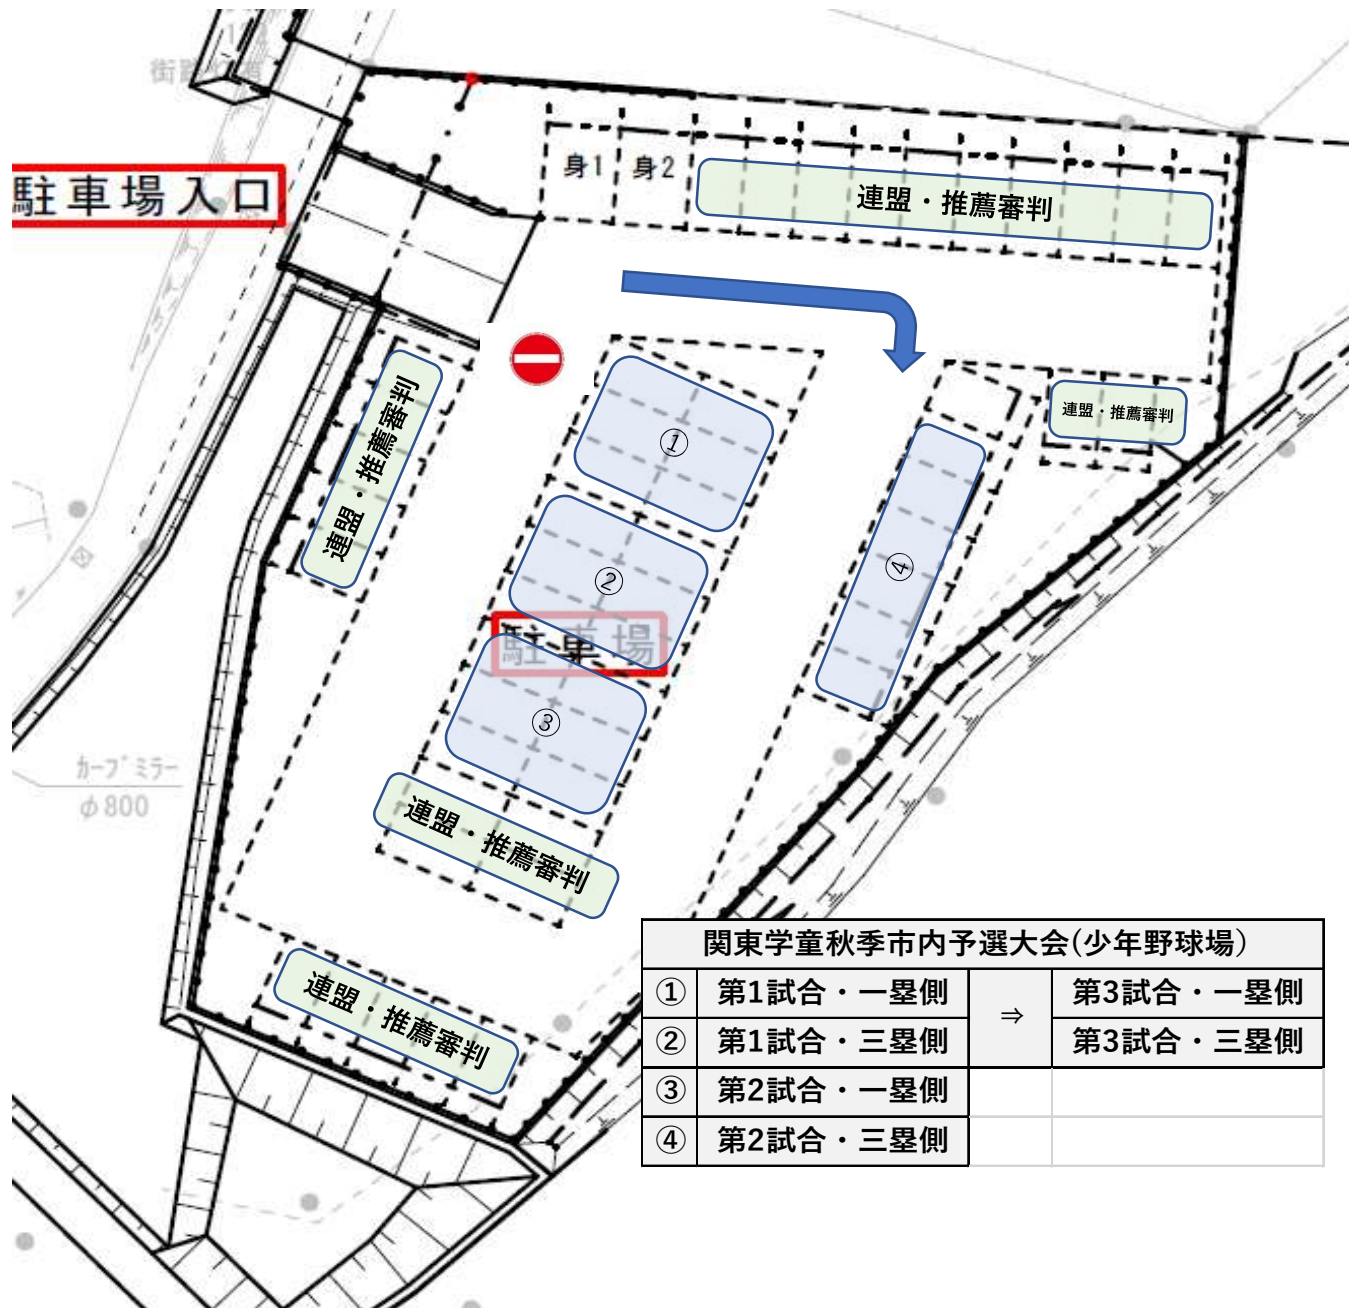 駐車場入口
身1
身2
連盟・推薦審判
連盟・推薦審判
連盟・推薦審判
①
②
駐車場
③
④
カーブミラー
φ800
連盟・推薦審判
連盟・推薦審判
関東学童秋季市内予選大会(少年野球場)
① 第1試合・一塁側 ⇒ 第3試合・一塁側
② 第1試合・三塁側 第3試合・三塁側
③ 第2試合・一塁側
④ 第2試合・三塁側